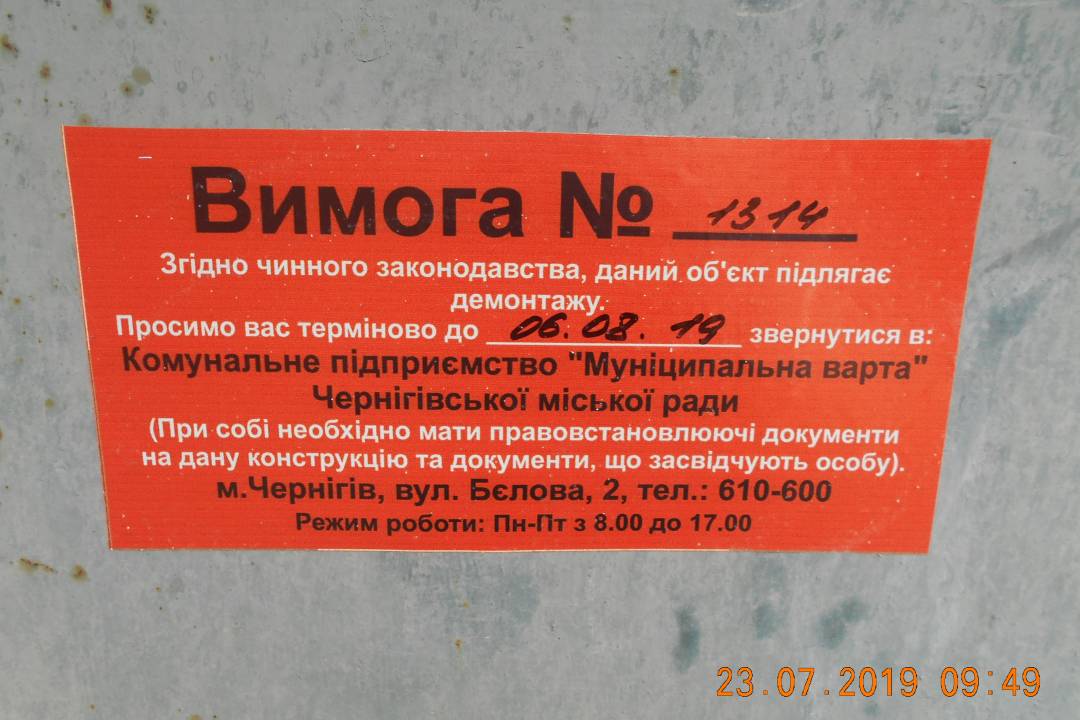 Вимога № 1314
Згідно чинного законодавства, даний об'єкт підлягає
демонтажу.
Просимо вас терміново до 06.08.19 звернутися в:
Комунальне підприємство "Муніципальна варта"
Чернігівської міської ради
(При собі необхідно мати правовстановлюючі документи
на дану конструкцію та документи, що засвідчують особу).
м.Чернігів, вул. Бєлова, 2, тел.: 610-600
Режим роботи: Пн-Пт з 8.00 до 17.00
23.07.2019 09:49